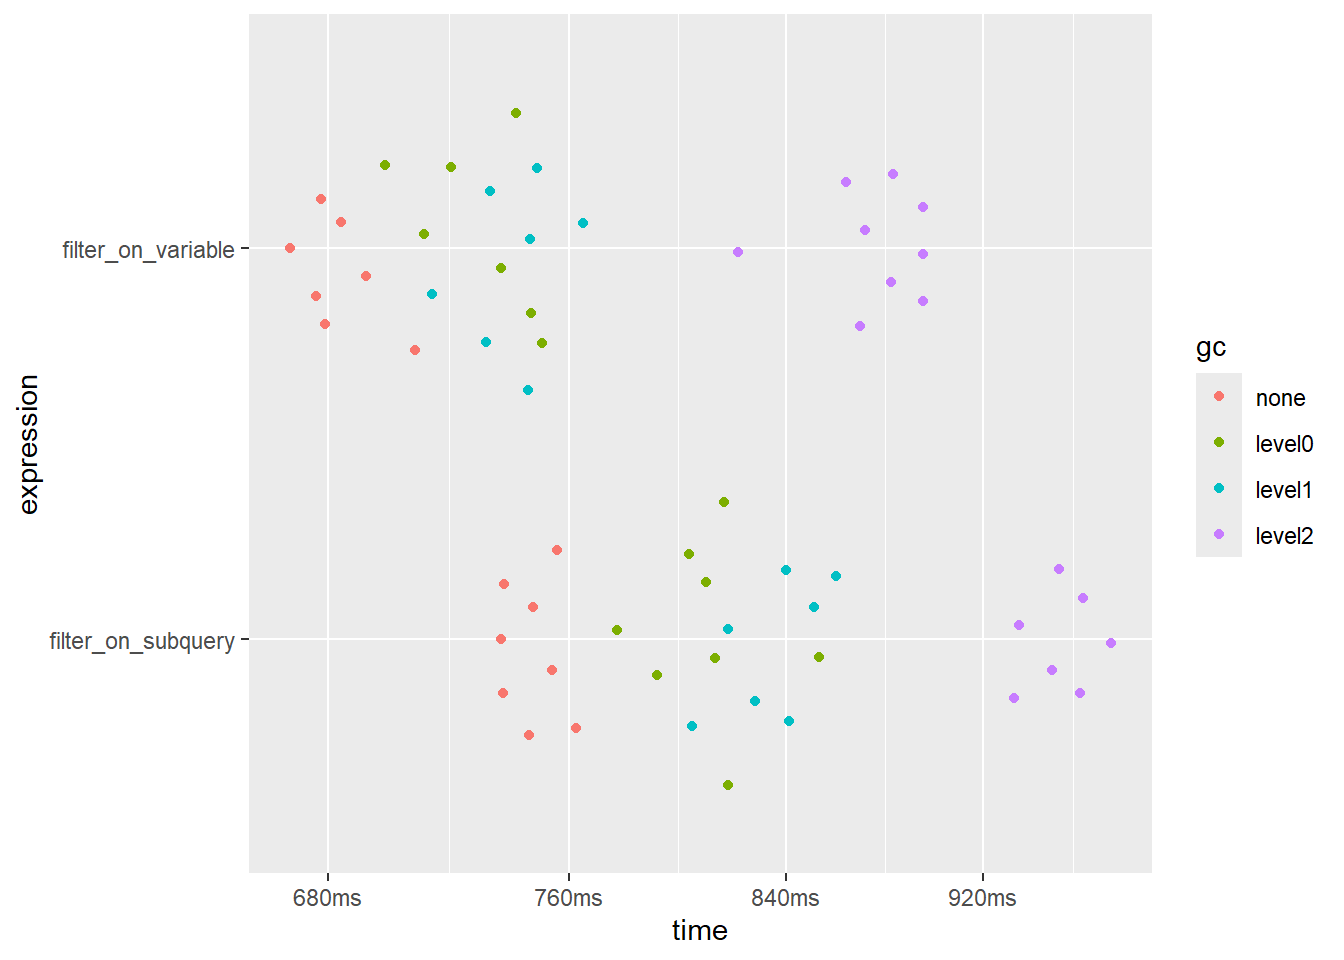 filter_on_variable
filter_on_subquery
expression
680ms
760ms
840ms
920ms
time
gc
none
level0
level1
level2